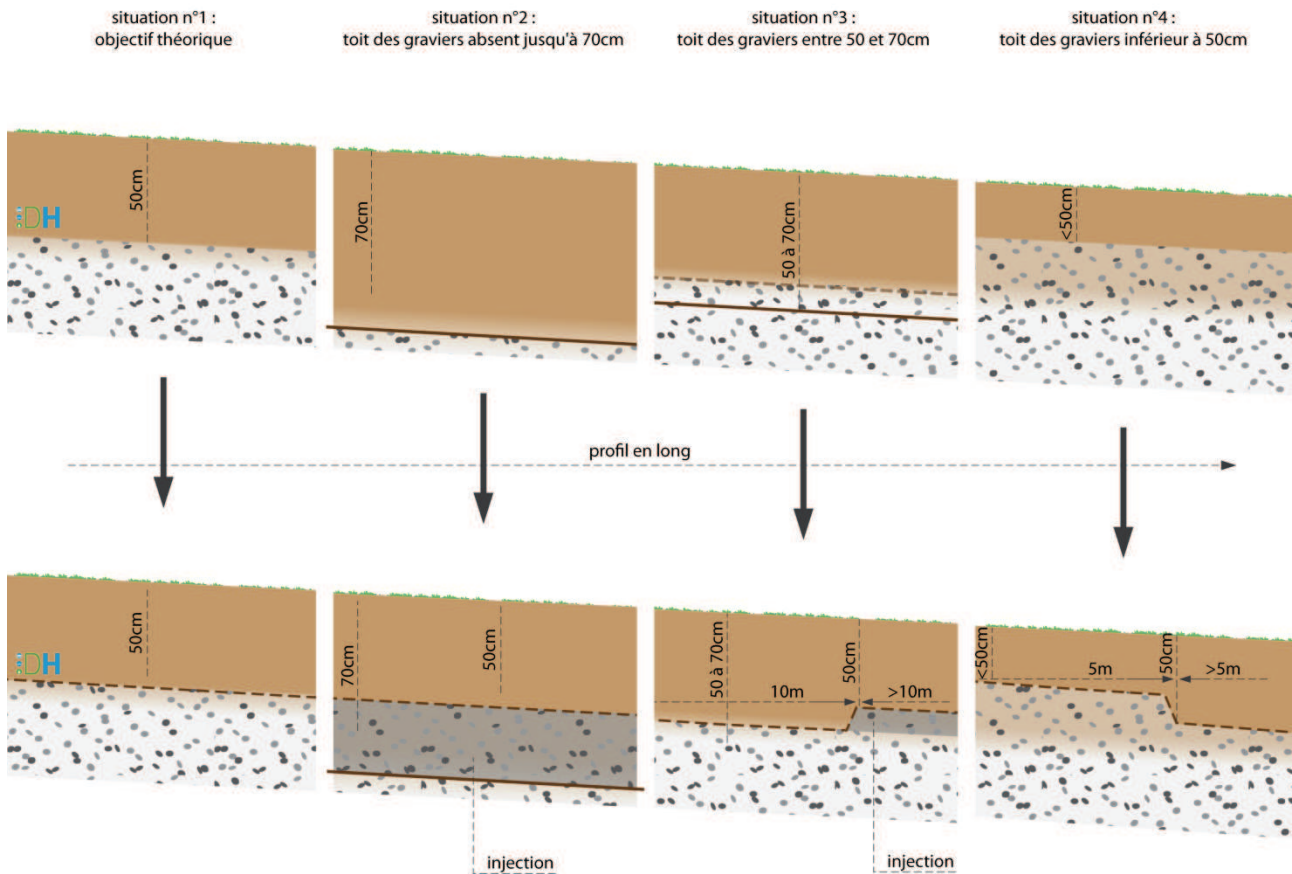 situation n°1 :
objectif théorique
situation n°2 :
toit des graviers absent jusqu'à 70cm
situation n°3 :
toit des graviers entre 50 et 70cm
situation n°4 :
toit des graviers inférieur à 50cm
50cm
DH
70cm
50 à 70cm
<50cm
profil en long
50cm
DH
70cm
50cm
50 à 70cm
50cm
10m
>10m
<50cm
50cm
5m
>5m
injection
injection